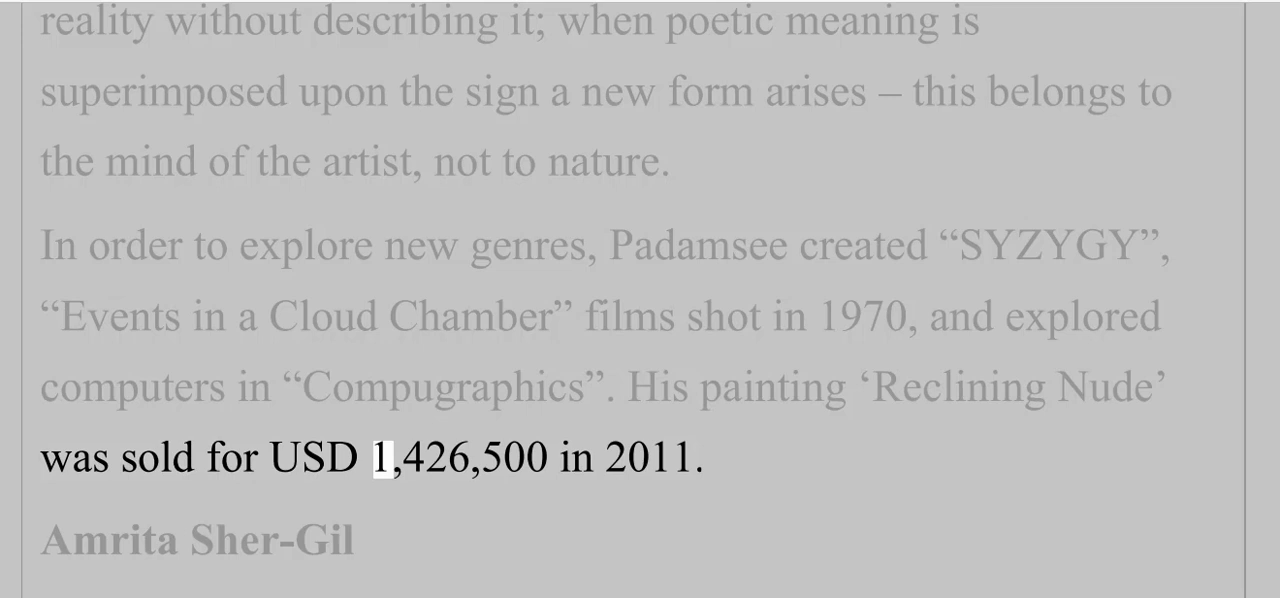 reality without describing it; when poetic meaning is
superimposed upon the sign a new form arises – this belongs to
the mind of the artist, not to nature.
In order to explore new genres, Padamsee created “SYZYGY”,
“Events in a Cloud Chamber” films shot in 1970, and explored
computers in “Compugraphics”. His painting ‘Reclining Nude’
was sold for USD 1,426,500 in 2011.
Amrita Sher-Gil